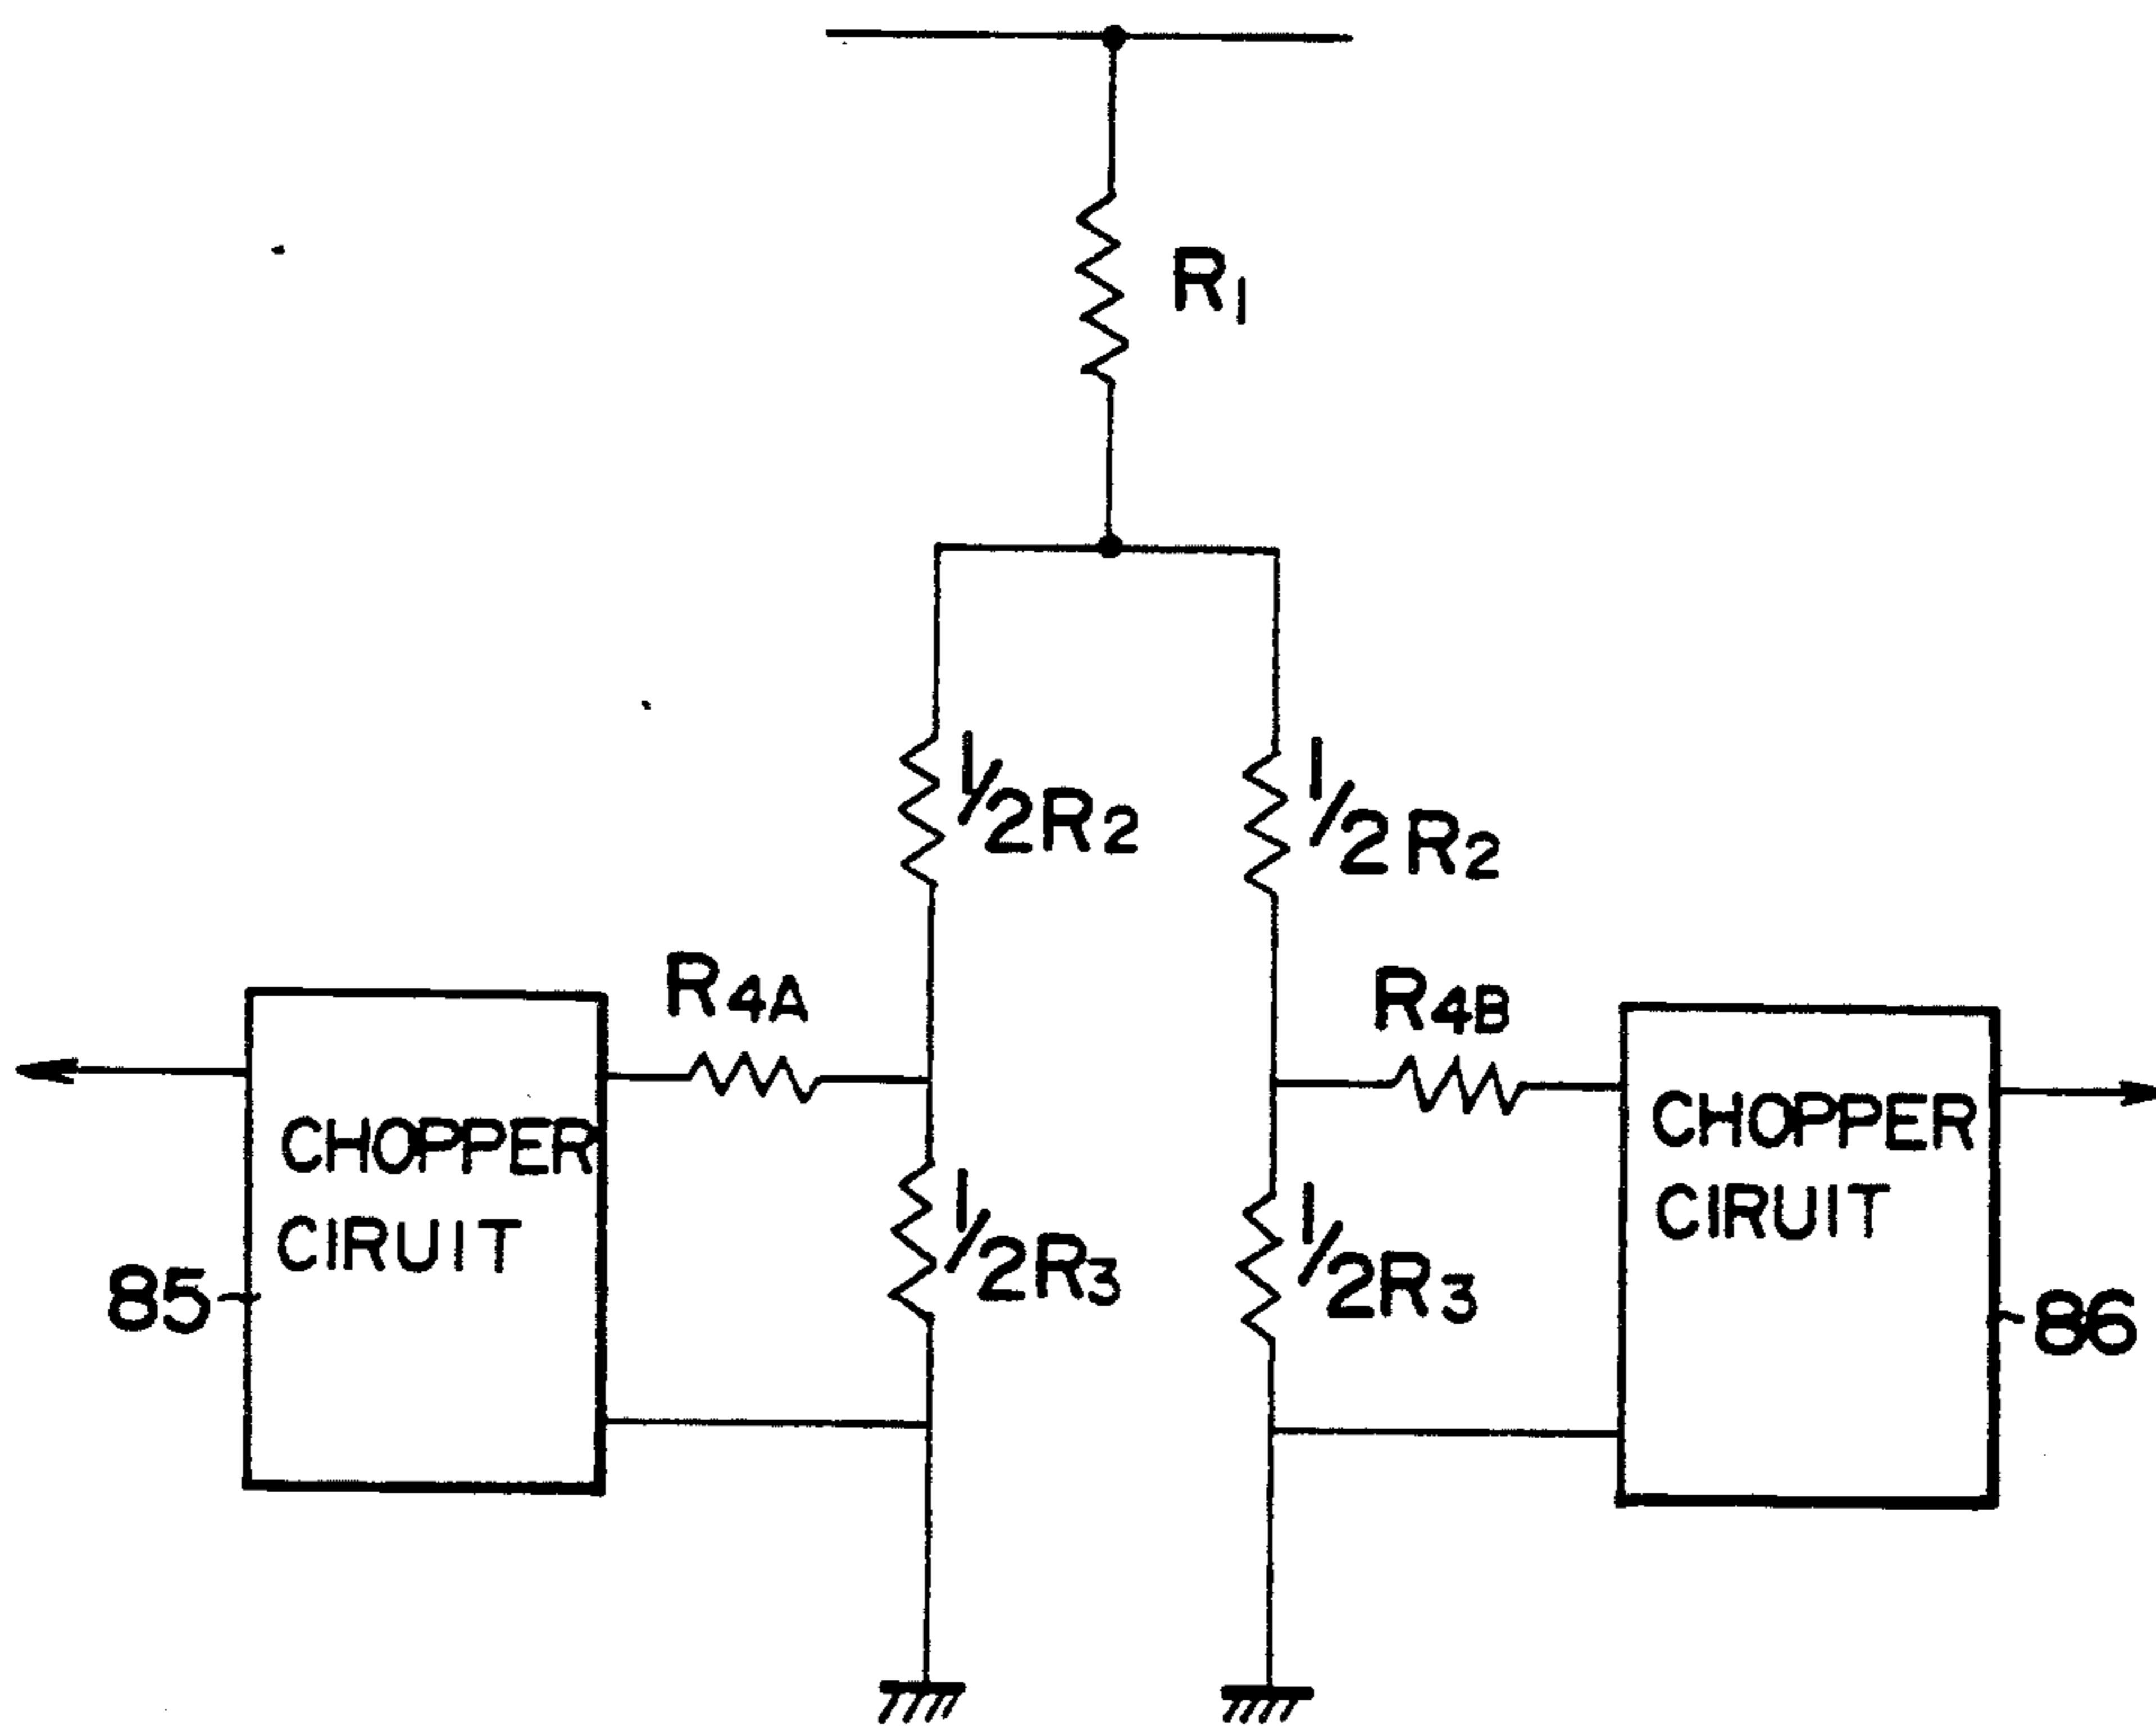 R1
1/2R2
1/2R2
R4A
R4B
CHOPPER
CIRUIT
CHOPPER
CIRUIT
1/2R3
1/2R3
85
86